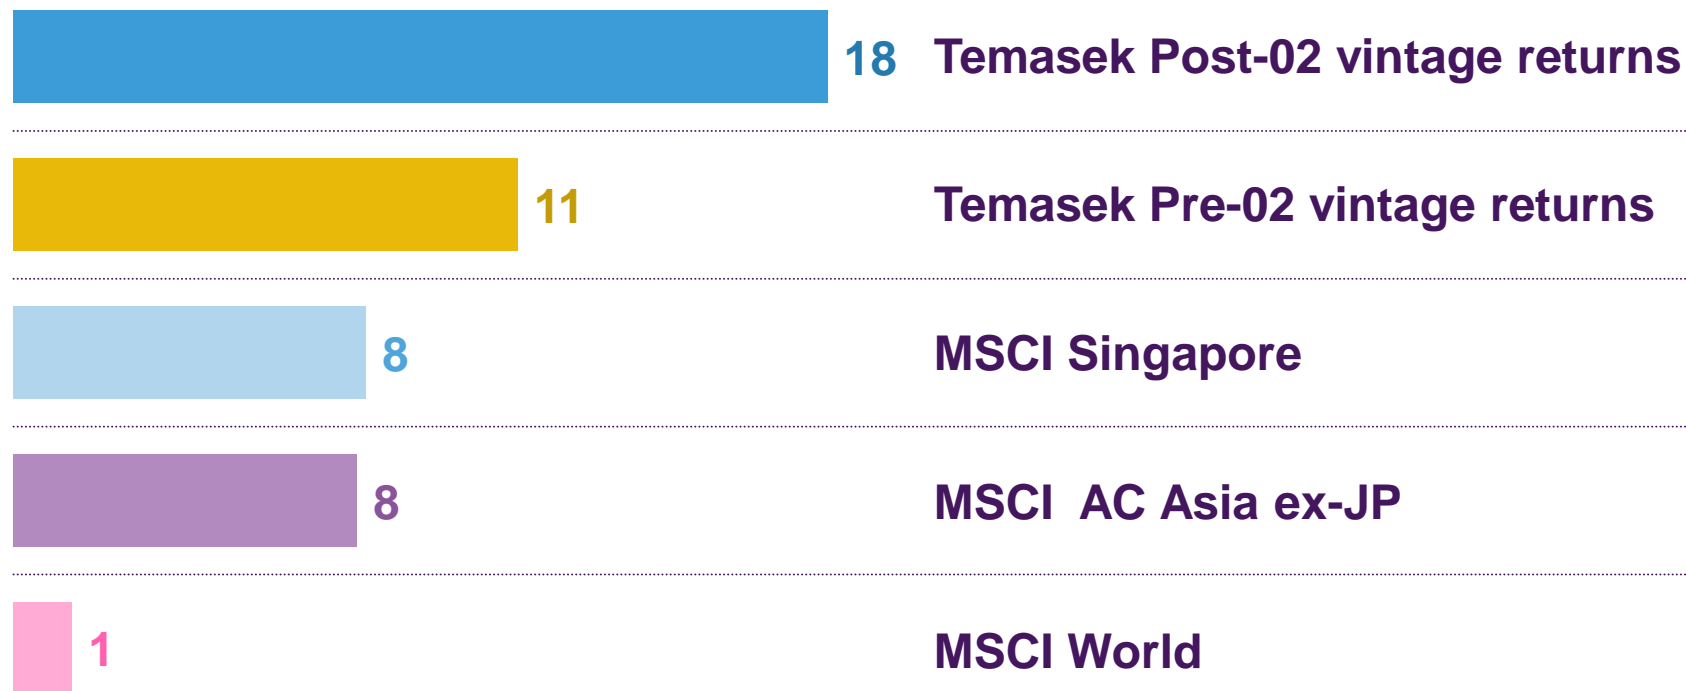 18 Temasek Post-02 vintage returns
11 Temasek Pre-02 vintage returns
8 MSCI Singapore
8 MSCI AC Asia ex-JP
1 MSCI World